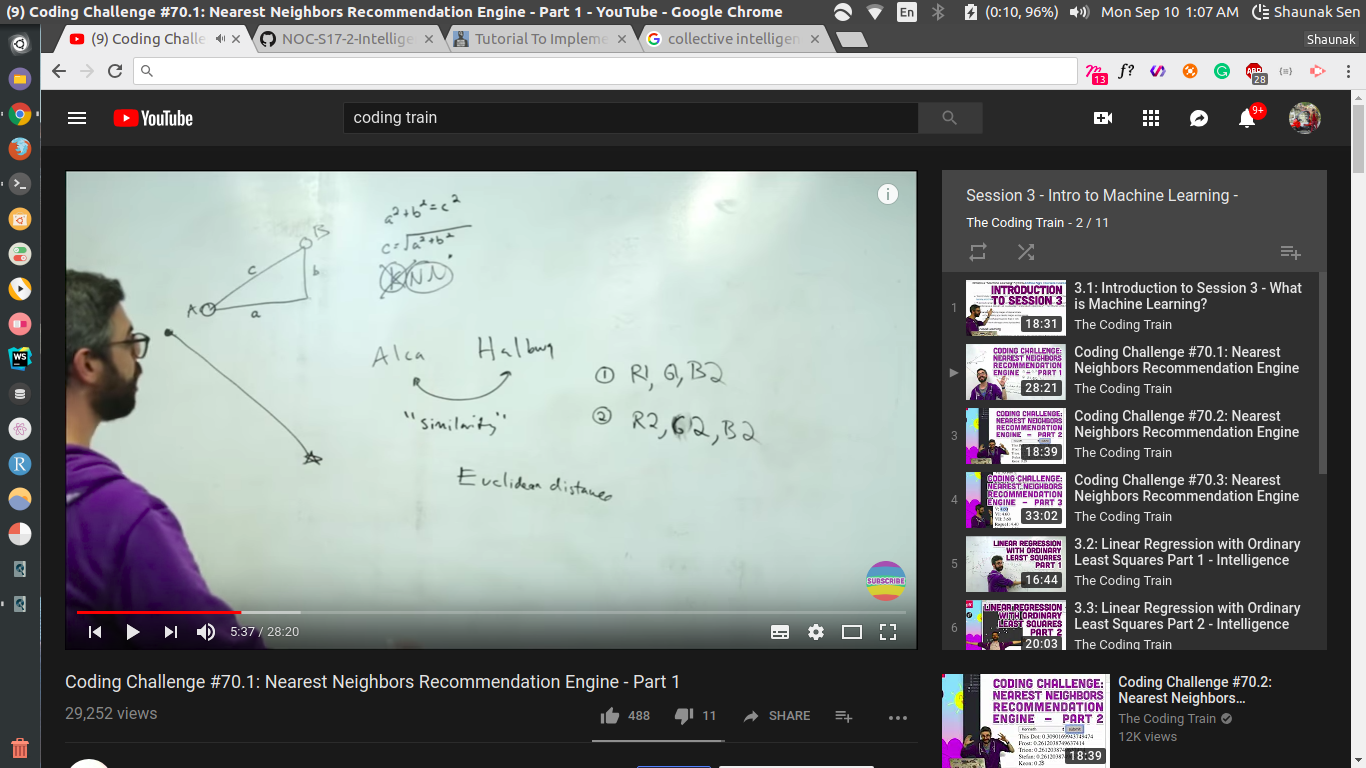 (9) Coding Challenge #70.1: Nearest Neighbors Recommendation Engine - Part 1 - YouTube - Google Chrome
En (0:10, 96%) Mon Sep 10 1:07 AM Shaunak Sen
(9) Coding Challe
NOC-S17-2-Intellige
Tutorial To Impleme
collective intelligen
Shaunak
13
f?
ABP
28
YouTube
coding train
9+
a²+b²=c²
c=√a²+b²
KNN
B
c
b
A
a
Alca Halbug
"similarity"
① R1, G1, B2
② R2, G2, B2
Euclidean distance
SUBSCRIBE
5:37 / 28:20
Session 3 - Intro to Machine Learning -
The Coding Train - 2 / 11
1
INTRODUCTION
TO SESSION 3
18:31
3.1: Introduction to Session 3 - What
is Machine Learning?
The Coding Train
CODING CHALLENGE:
NEAREST NEIGHBORS
RECOMMENDATION
ENGINE - PART 1
28:21
Coding Challenge #70.1: Nearest
Neighbors Recommendation Engine
The Coding Train
3
CODING CHALLENGE:
NEAREST NEIGHBORS
RECOMMENDATION
ENGINE - PART 2
18:39
Coding Challenge #70.2: Nearest
Neighbors Recommendation Engine
The Coding Train
4
CODING CHALLENGE:
NEAREST NEIGHBORS
RECOMMENDATION
ENGINE - PART 3
33:02
Coding Challenge #70.3: Nearest
Neighbors Recommendation Engine
The Coding Train
5
LINEAR REGRESSION
WITH ORDINARY
LEAST SQUARES
PART 1
16:44
3.2: Linear Regression with Ordinary
Least Squares Part 1 - Intelligence
The Coding Train
6
LINEAR REGRESSION
WITH ORDINARY
LEAST SQUARES
PART 2
20:03
3.3: Linear Regression with Ordinary
Least Squares Part 2 - Intelligence
The Coding Train
Coding Challenge #70.1: Nearest Neighbors Recommendation Engine - Part 1
29,252 views
488
11
SHARE
CODING CHALLENGE:
NEAREST NEIGHBORS
RECOMMENDATION
ENGINE - PART 2
18:39
Coding Challenge #70.2:
Nearest Neighbors...
The Coding Train
12K views
WS
R